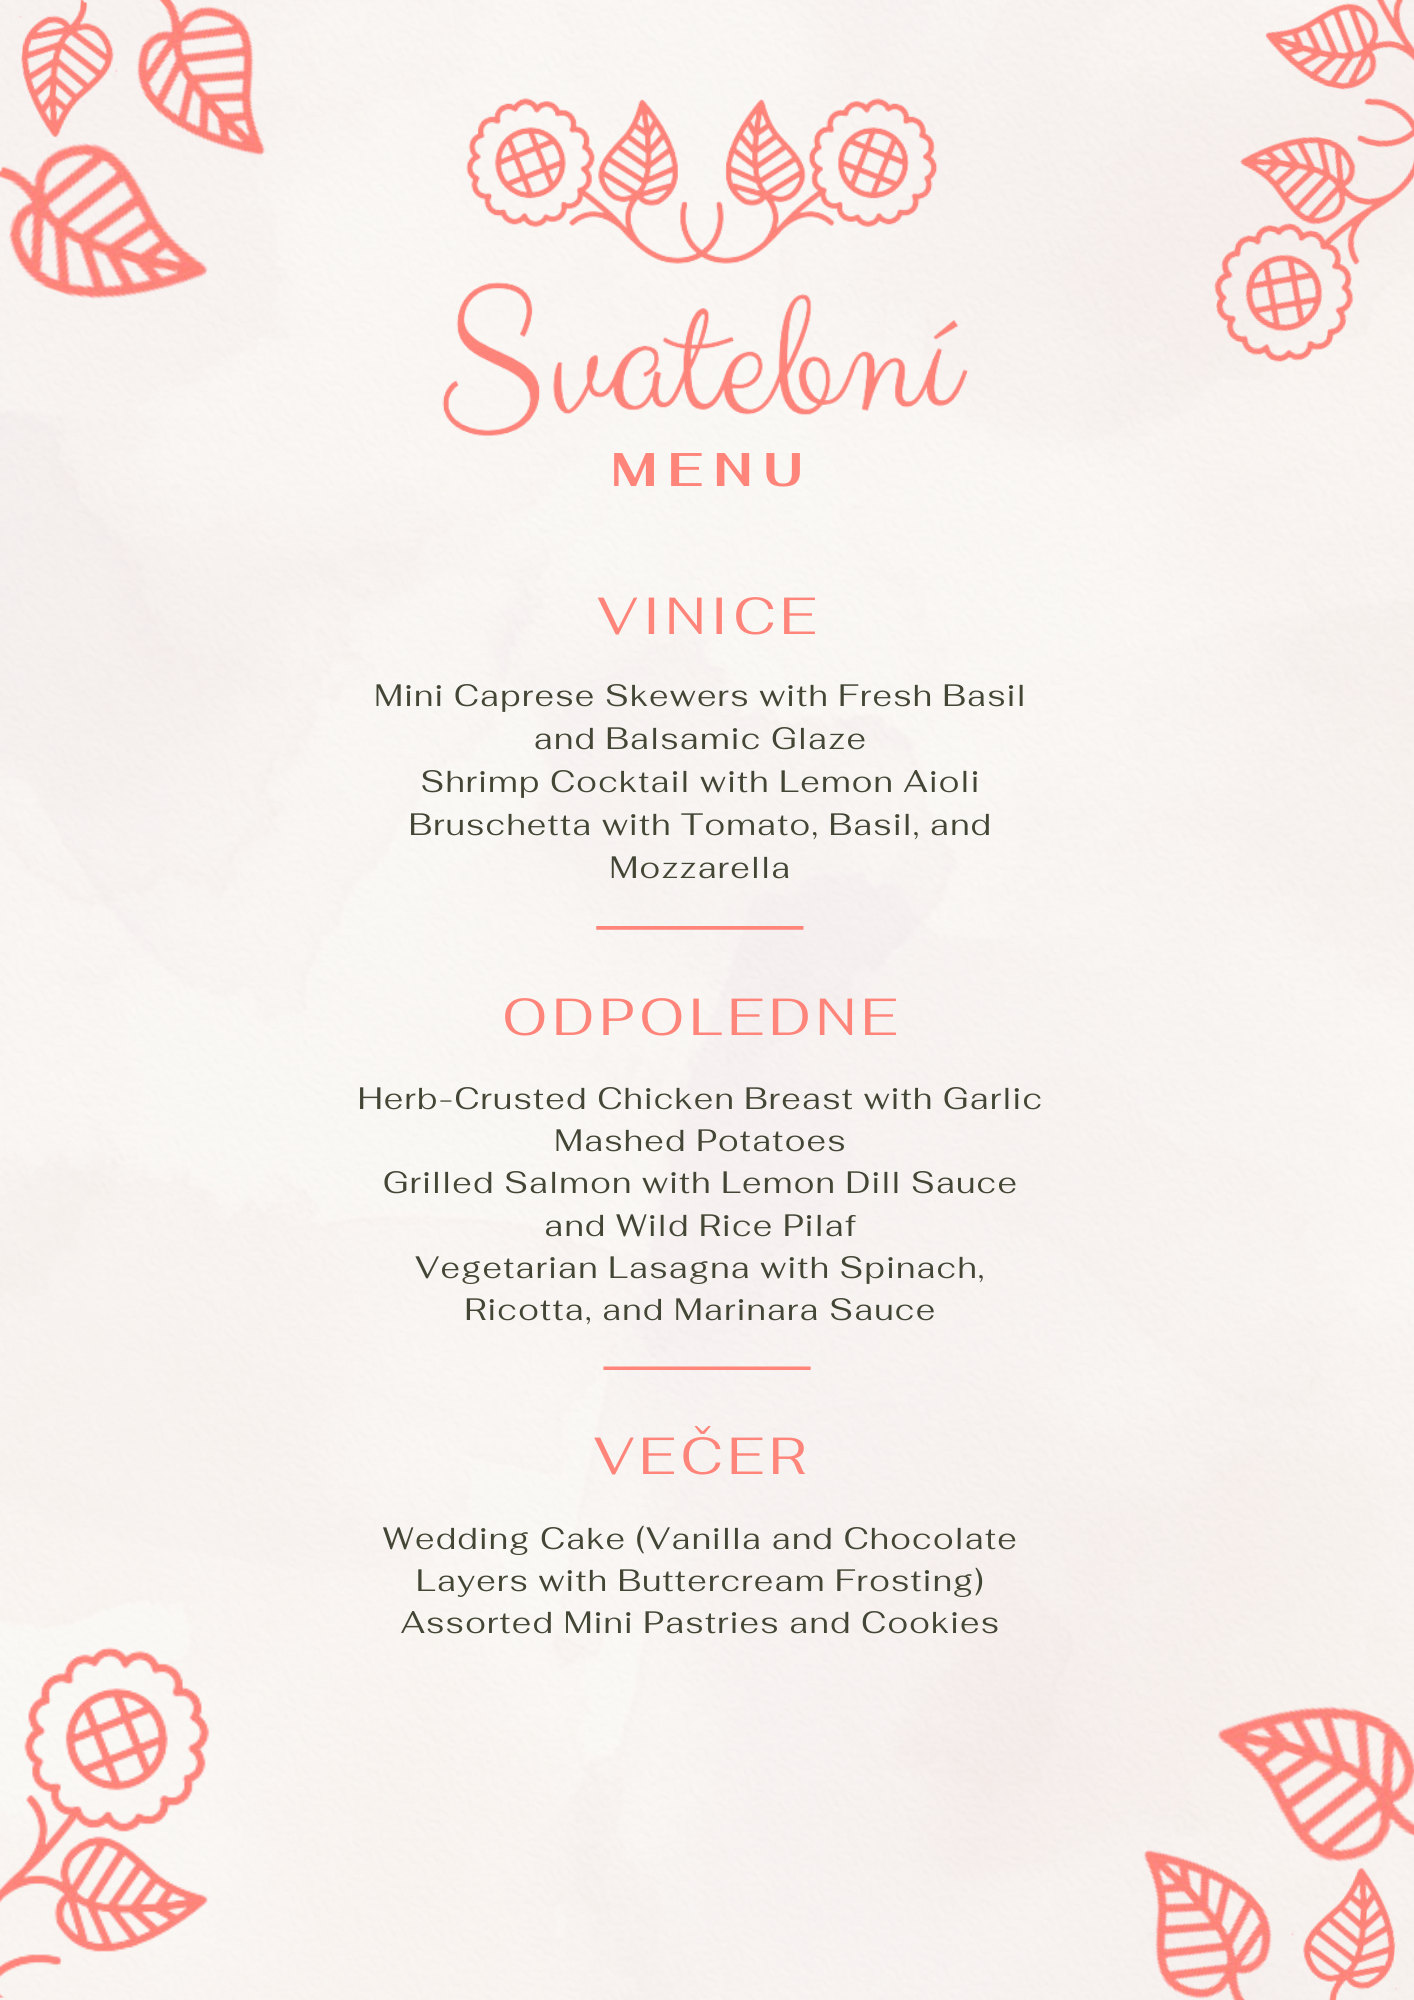 Svatební
MENU
VINICE
Mini Caprese Skewers with Fresh Basil
and Balsamic Glaze
Shrimp Cocktail with Lemon Aioli
Bruschetta with Tomato, Basil, and
Mozzarella
ODPOLEDNE
Herb-Crusted Chicken Breast with Garlic
Mashed Potatoes
Grilled Salmon with Lemon Dill Sauce
and Wild Rice Pilaf
Vegetarian Lasagna with Spinach,
Ricotta, and Marinara Sauce
VEČER
Wedding Cake (Vanilla and Chocolate
Layers with Buttercream Frosting)
Assorted Mini Pastries and Cookies